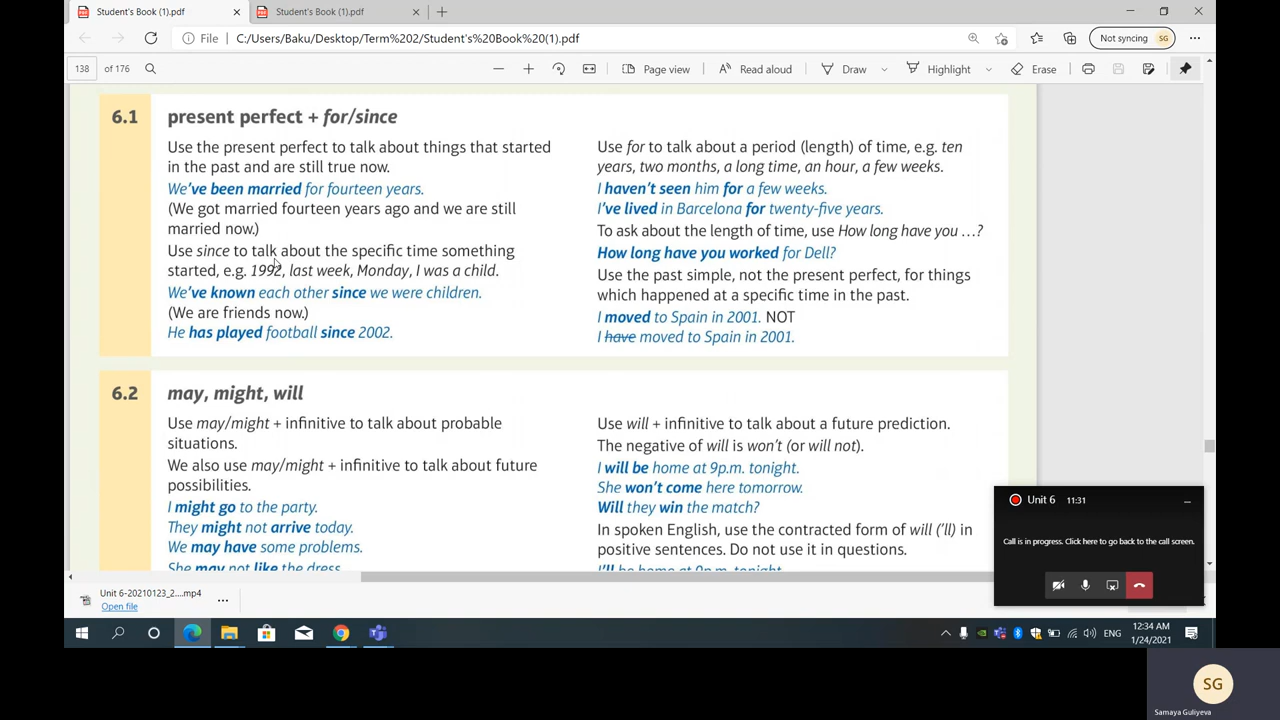 Student's Book (1).pdf
Student's Book (1).pdf
File
C:/Users/Baku/Desktop/Term%202/Student's%20Book%20(1).pdf
Not syncing
SG
138
of 176
Page view
Read aloud
Draw
Highlight
Erase
6.1
present perfect + for/since
Use the present perfect to talk about things that started
in the past and are still true now.
We've been married for fourteen years.
(We got married fourteen years ago and we are still
married now.)
Use since to talk about the specific time something
started, e.g. 1992, last week, Monday, I was a child.
We've known each other since we were children.
(We are friends now.)
He has played football since 2002.
Use for to talk about a period (length) of time, e.g. ten
years, two months, a long time, an hour, a few weeks.
I haven't seen him for a few weeks.
I've lived in Barcelona for twenty-five years.
To ask about the length of time, use How long have you ...?
How long have you worked for Dell?
Use the past simple, not the present perfect, for things
which happened at a specific time in the past.
I moved to Spain in 2001. NOT
I have moved to Spain in 2001.
6.2
may, might, will
Use may/might + infinitive to talk about probable
situations.
We also use may/might + infinitive to talk about future
possibilities.
I might go to the party.
They might not arrive today.
We may have some problems.
She may not like the dress.
Use will + infinitive to talk about a future prediction.
The negative of will is won't (or will not).
I will be home at 9p.m. tonight.
She won't come here tomorrow.
Will they win the match?
In spoken English, use the contracted form of will ('ll) in
positive sentences. Do not use it in questions.
I'll be home at 9p.m. tonight.
Unit 6
11:31
Call is in progress. Click here to go back to the call screen.
Unit 6-20210123_2....mp4
Open file
ENG
12:34 AM
1/24/2021
SG
Samaya Guliyeva